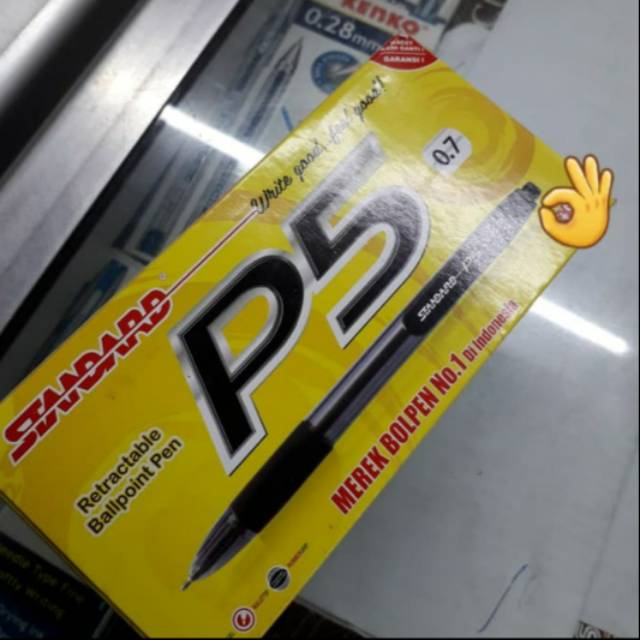 KENKO
0.28mm
GARANSI !
Write good, feel good!
0.7
P5
STANDARD
STANDARD
Retractable
Ballpoint Pen
MEREK BOLPEN No.1 Di Indonesia